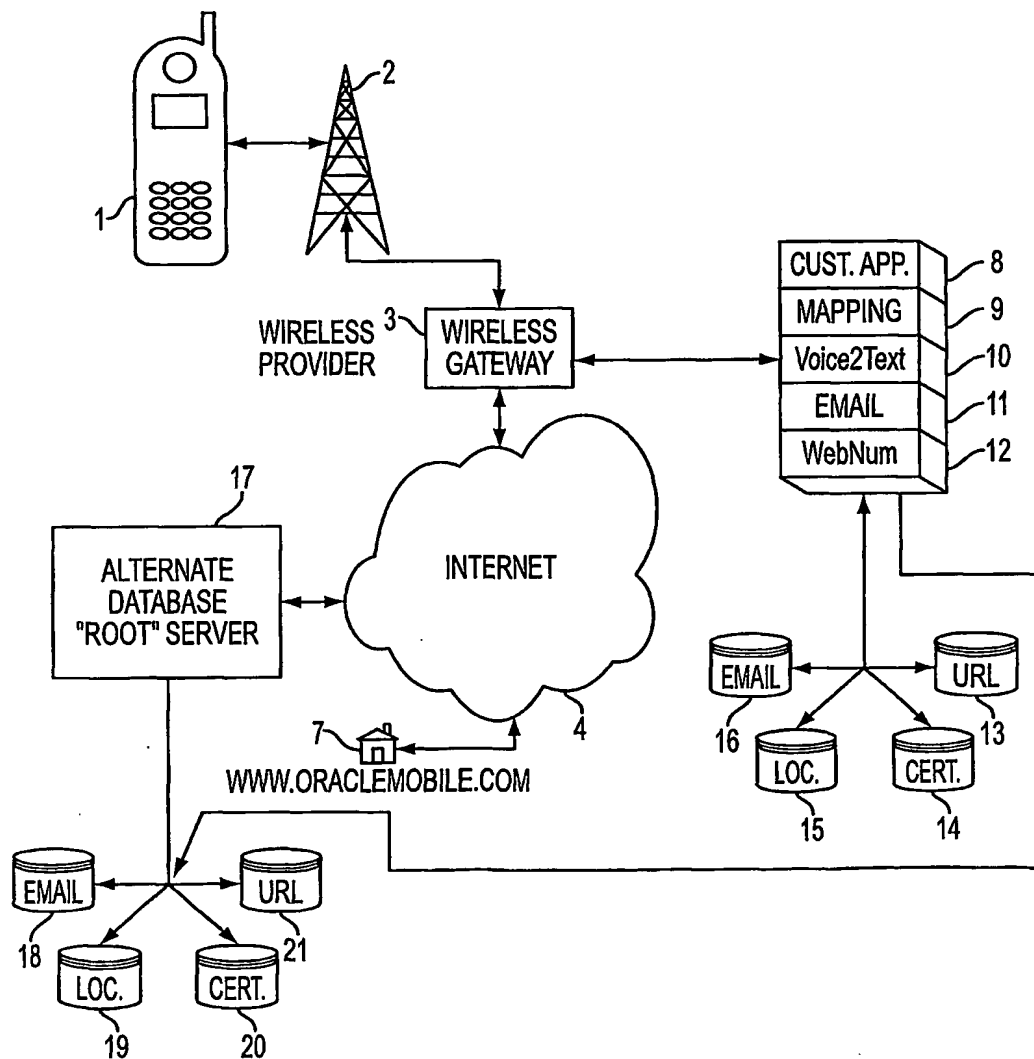 1
2
WIRELESS
PROVIDER
3
WIRELESS
GATEWAY
CUST. APP.
8
MAPPING
9
Voice2Text
10
EMAIL
11
WebNum
12
17
ALTERNATE
DATABASE
"ROOT" SERVER
INTERNET
4
7
WWW.ORACLEMOBILE.COM
EMAIL
16
URL
13
LOC.
15
CERT.
14
EMAIL
18
URL
21
LOC.
19
CERT.
20